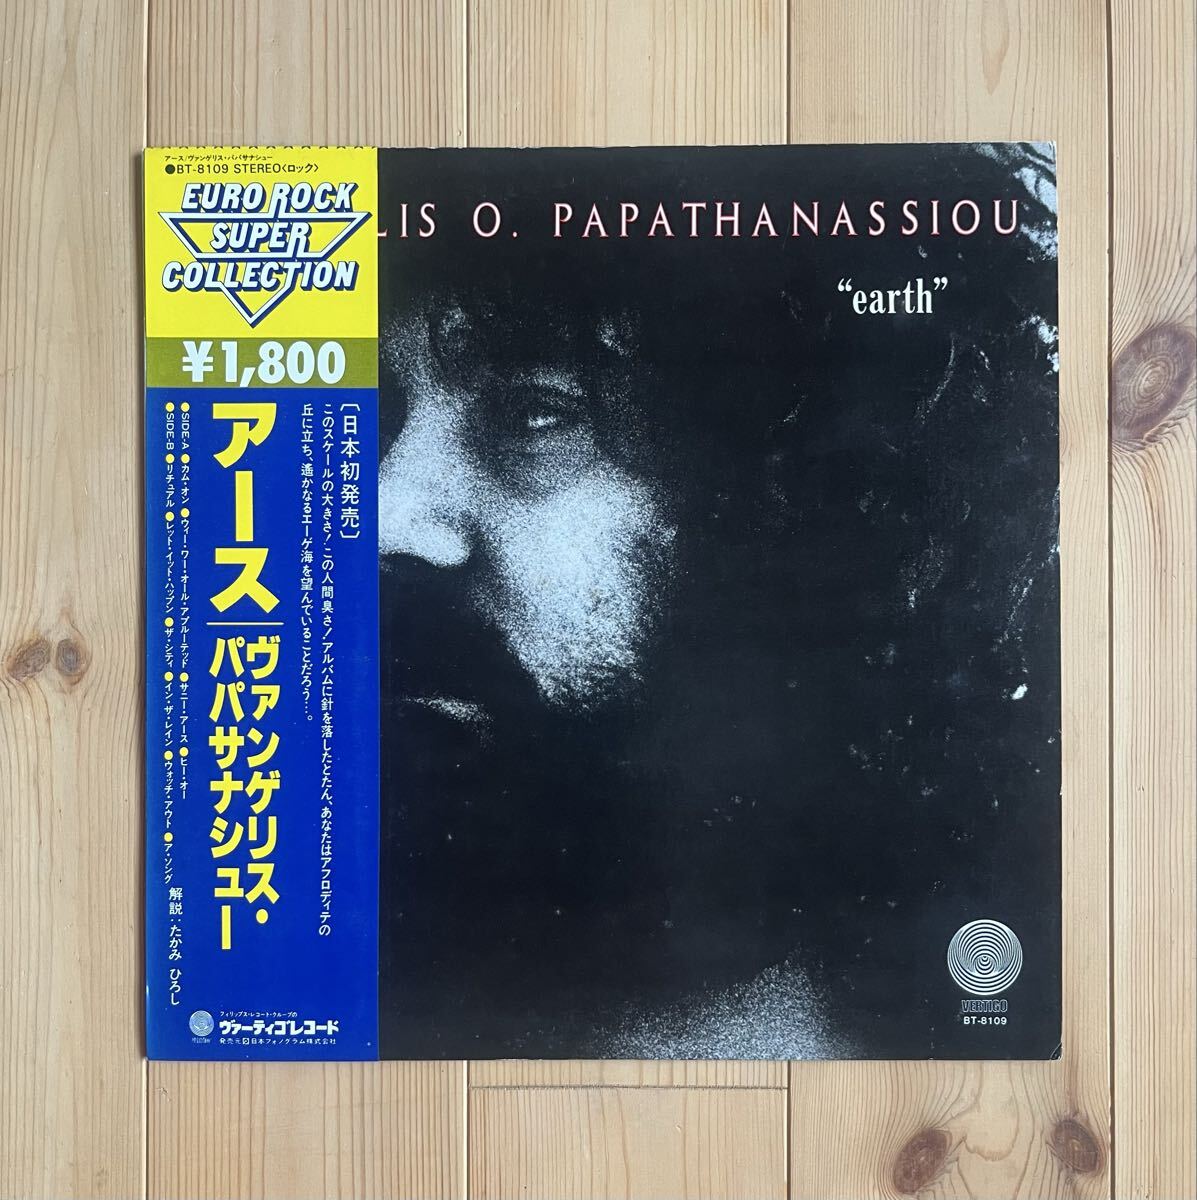 アース/ヴァンゲリス・パパサナシュー
●BT-8109 STEREO〈ロック〉
EURO ROCK
SUPER
COLLECTION
¥1,800
〔日本初発売〕
このスケールの大きさ!この人間臭さ!アルバムに針を落したとたん、あなたはアフロディテの
丘に立ち、遙かなるエーゲ海を望んでいることだろう…。
アース
ヴァンゲリス・
パパサナシュー
●SIDE-A ●カム・オン ●ウィー・ワー・オール・アプルーテッド ●サニー・アース ●ヒー・オー
●SIDE-B ●リチュアル ●レット・イット・ハップン ●ザ・シティ ●イン・ザ・レイン ●ウォッチ・アウト ●ア・ソング
解説:たかみ ひろし
フィリップス・レコード・グループの
ヴァーティゴレコード
発売元 日本フォノグラム株式会社
LIS O. PAPATHANASSIOU
“earth”
VERTIGO
BT-8109